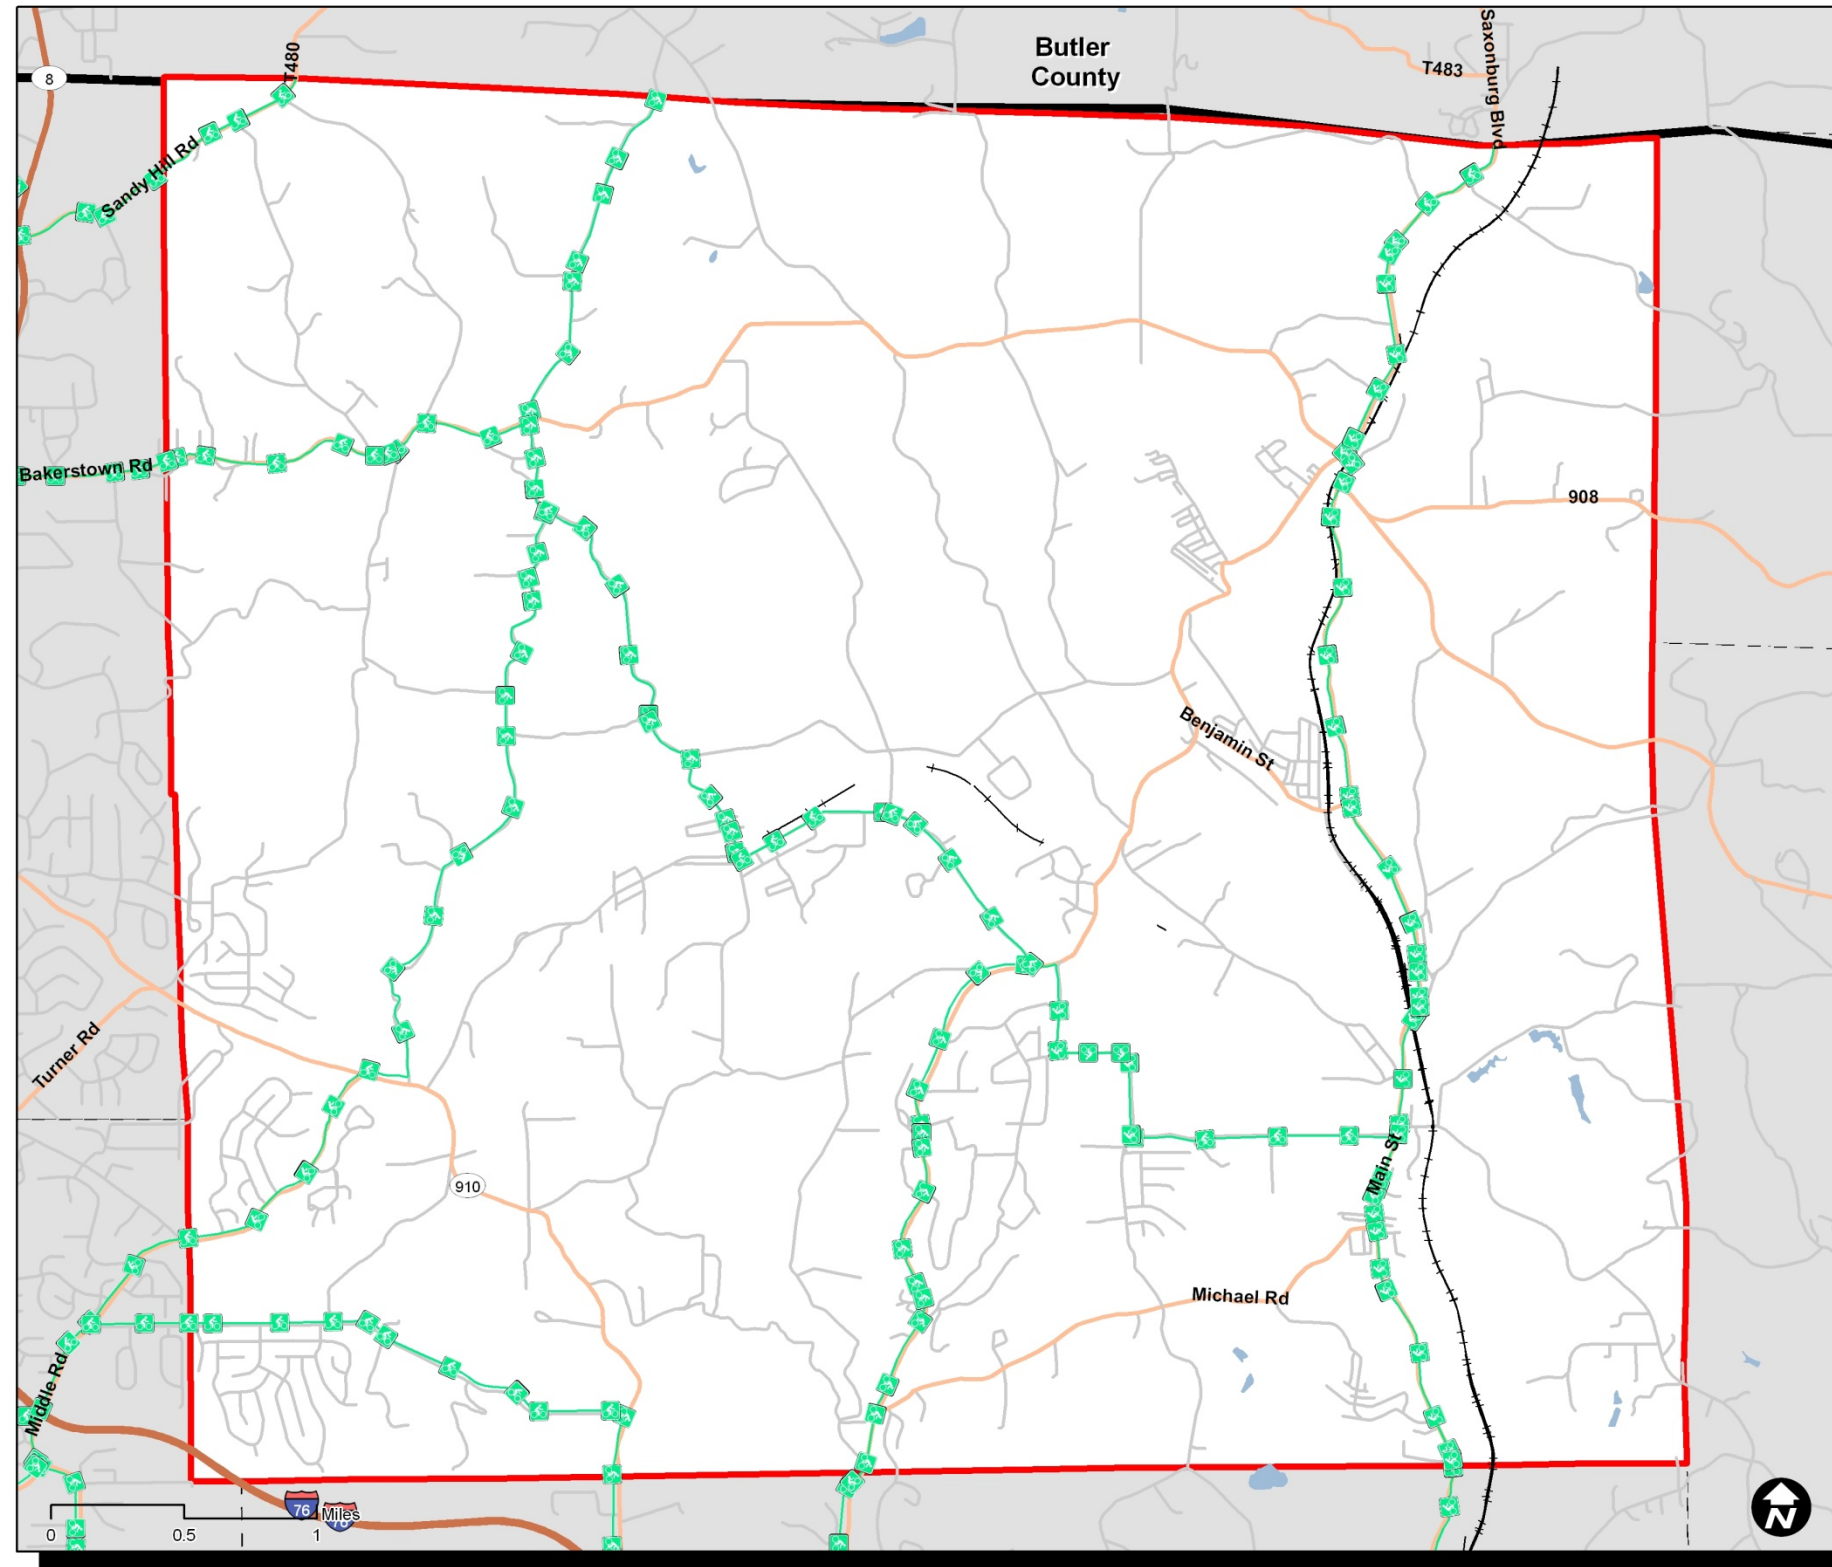 Butler
County
T480
Saxonburg Blvd
T483
8
Sandy Hill Rd
Bakerstown Rd
908
Benjamin St
Turner Rd
Main St
910
Michael Rd
Middle Rd
76
Miles
76
0
0.5
1
N